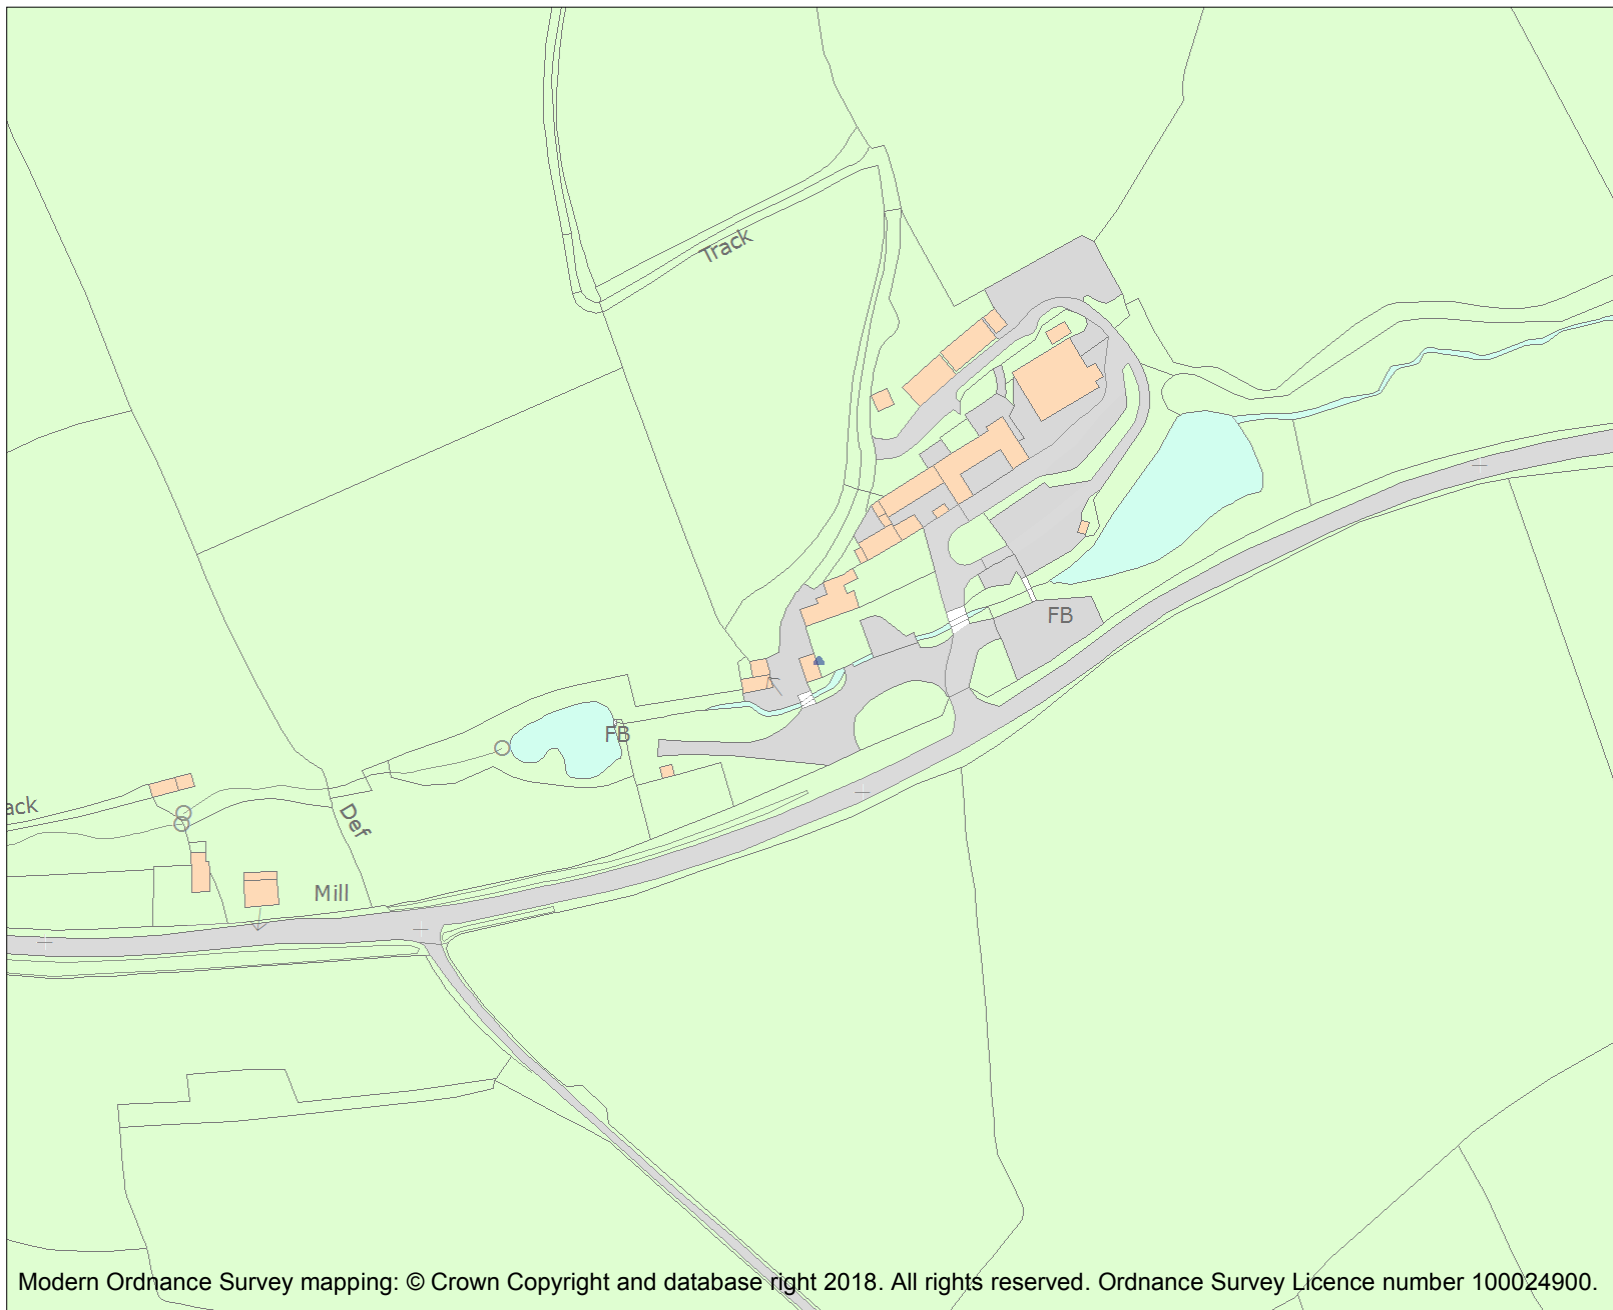 Track
FB
FB
ack
Def
Mill
Modern Ordnance Survey mapping: © Crown Copyright and database right 2018. All rights reserved. Ordnance Survey Licence number 100024900.